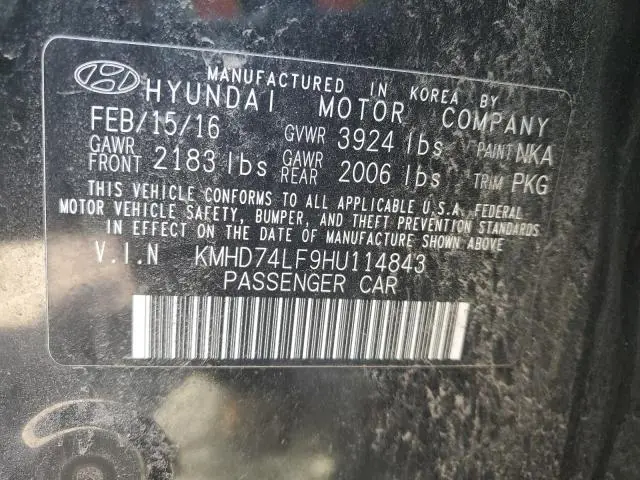 MANUFACTURED IN KOREA BY
HYUNDAI MOTOR COMPANY
FEB/15/16 GVWR 3924 lbs PAINT NKA
GAWR FRONT 2183 lbs GAWR REAR 2006 lbs TRIM PKG
THIS VEHICLE CONFORMS TO ALL APPLICABLE U.S.A. FEDERAL
MOTOR VEHICLE SAFETY, BUMPER, AND THEFT PREVENTION STANDARDS
IN EFFECT ON THE DATE OF MANUFACTURE SHOWN ABOVE
V.I.N KMHD74LF9HU114843
PASSENGER CAR